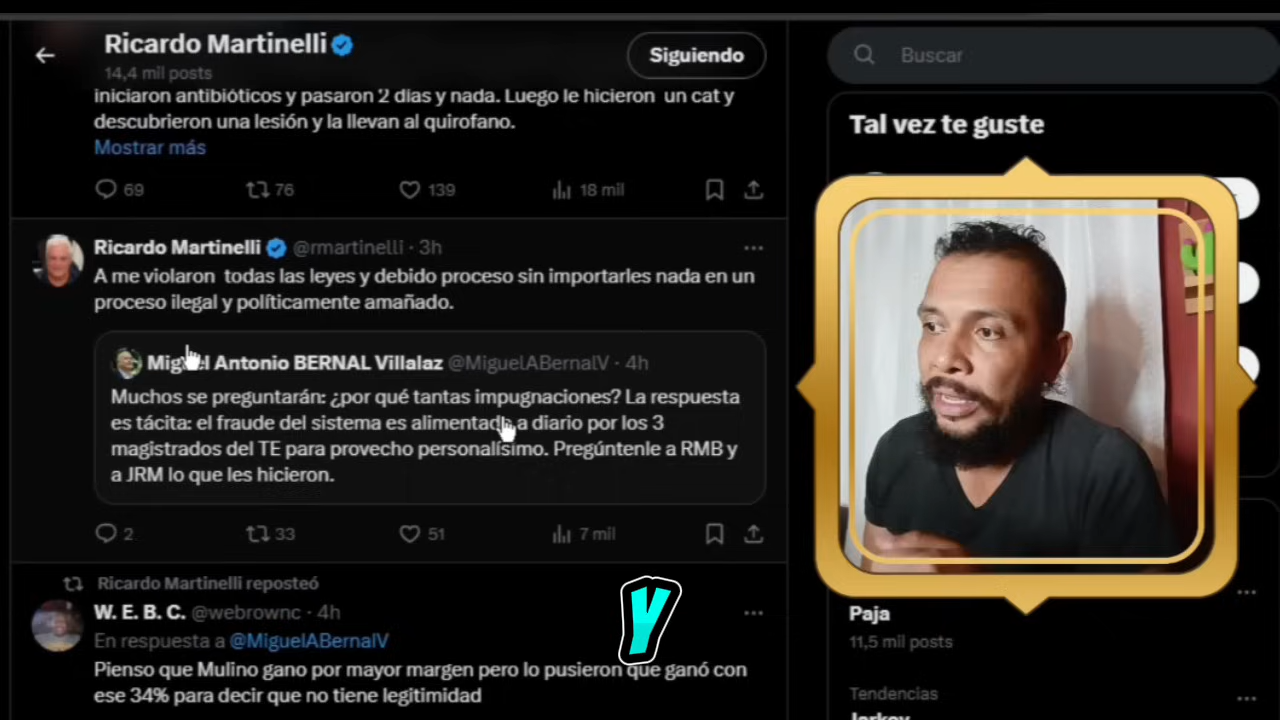 Ricardo Martinelli
14,4 mil posts
Siguiendo
Buscar
iniciaron antibióticos y pasaron 2 dias y nada. Luego le hicieron un cat y
descubrieron una lesión y la llevan al quirofano.
Mostrar más
69 76 139 18 mil
Tal vez te guste
Ricardo Martinelli @rmartinelli · 3h
A me violaron todas las leyes y debido proceso sin importarles nada en un
proceso ilegal y políticamente amañado.
Miguel Antonio BERNAL Villalaz @MiguelABernalV · 4h
Muchos se preguntarán: ¿por qué tantas impugnaciones? La respuesta
es tácita: el fraude del sistema es alimentado a diario por los 3
magistrados del TE para provecho personalísimo. Pregúntenle a RMB y
a JRM lo que les hicieron.
2 33 51 7 mil
Ricardo Martinelli reposteó
W. E. B. C. @webrownc · 4h
En respuesta a @MiguelABernalV
Pienso que Mulino gano por mayor margen pero lo pusieron que ganó con
ese 34% para decir que no tiene legitimidad
Y
Paja
11,5 mil posts
Tendencias